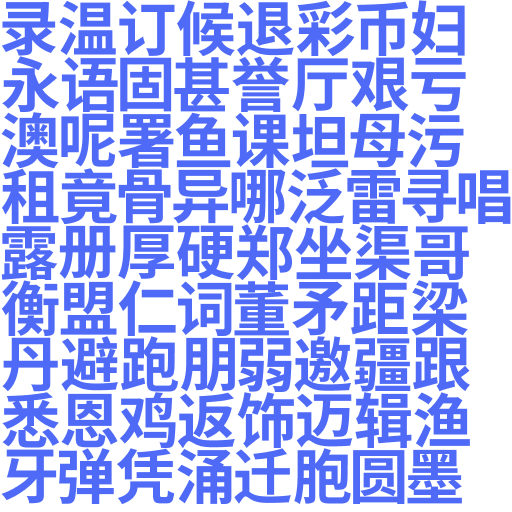 录温订候退彩币妇
永语固甚誉厅艰亏
澳呢署鱼课坦母污
租竟骨异哪泛雷寻唱
露册厚硬郑坐渠哥
衡盟仁词董矛距梁
丹避跑朋弱邀疆跟
悉恩鸡返饰迈辑渔
牙弹凭涌迁胞圆墨